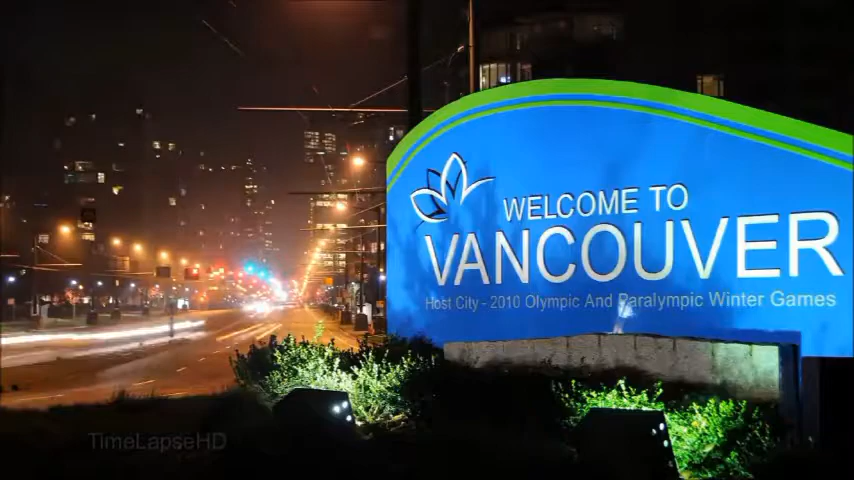 WELCOME TO
VANCOUVER
Host City - 2010 Olympic And Paralympic Winter Games
TimeLapseHD